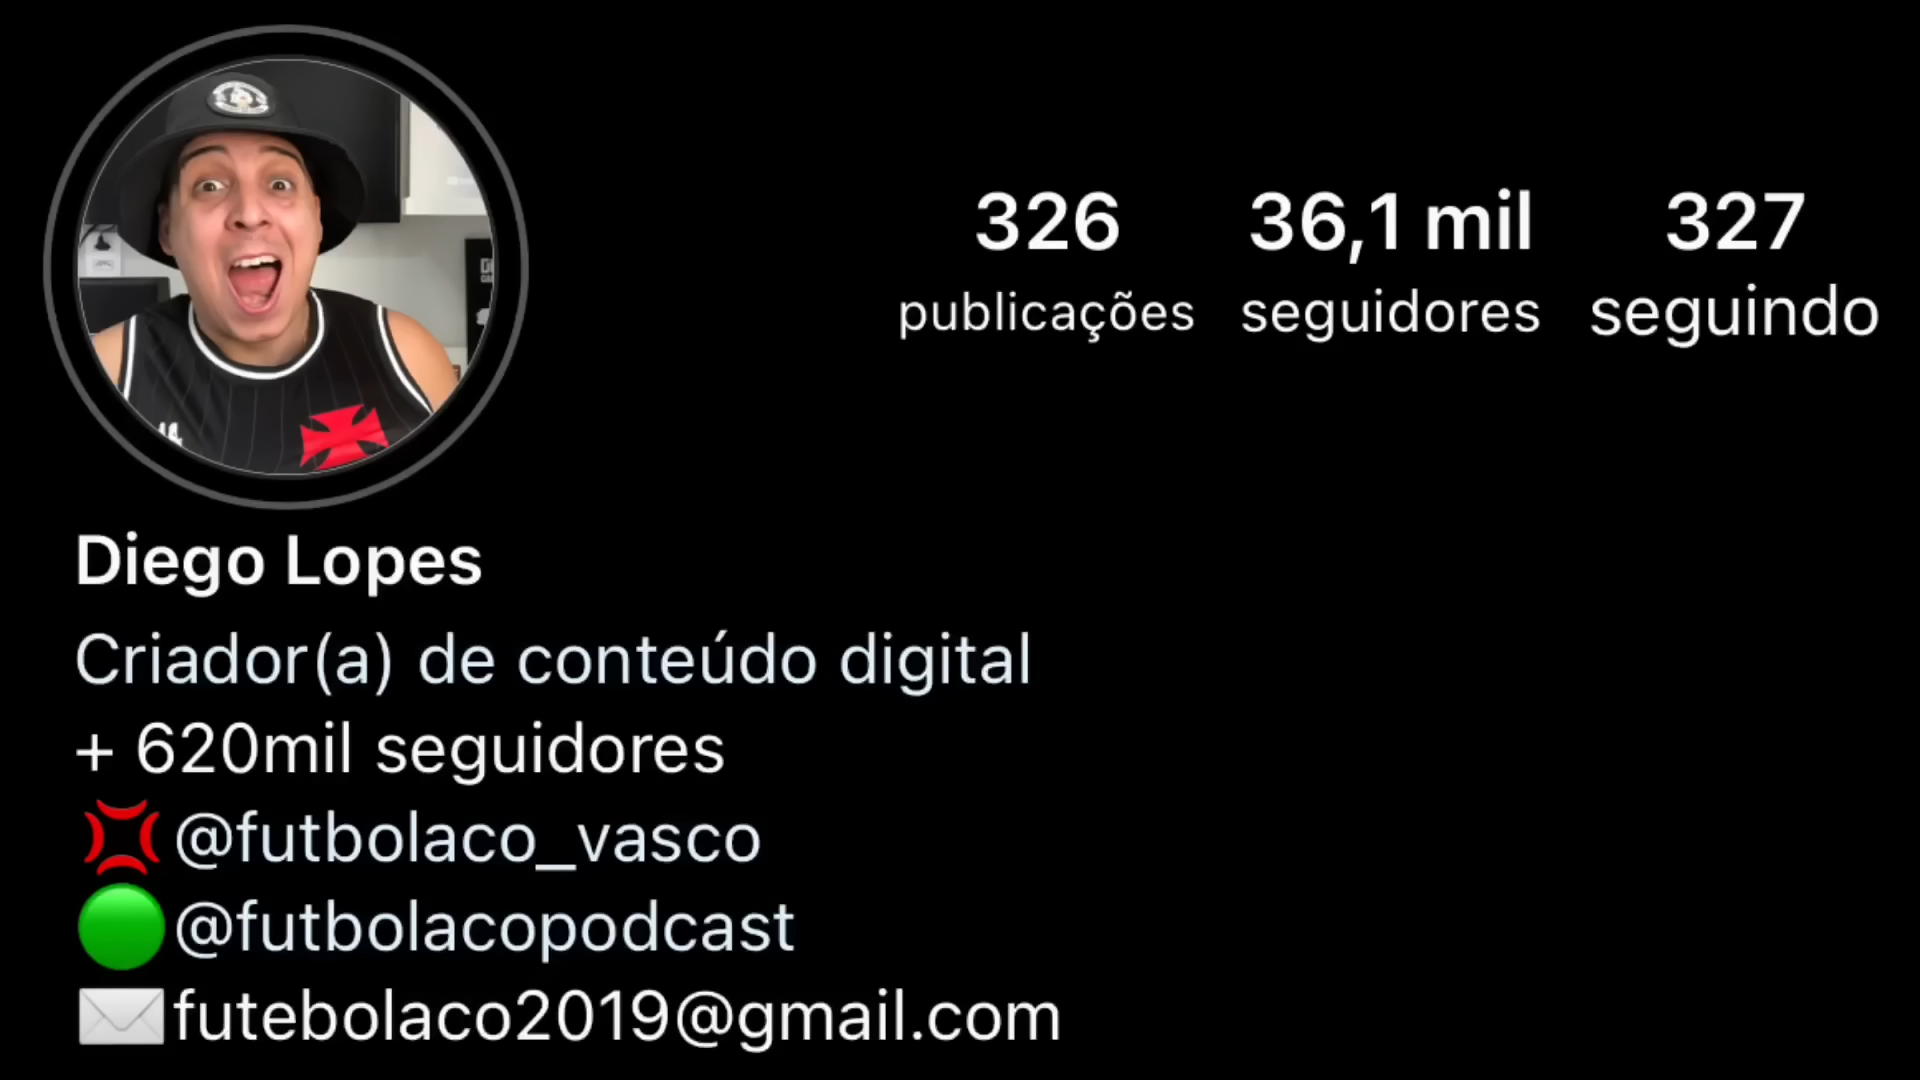 326 36,1 mil 327
publicações seguidores seguindo
Diego Lopes
Criador(a) de conteúdo digital
+ 620mil seguidores
@futbolaco_vasco
@futbolacopodcast
futebolaco2019@gmail.com